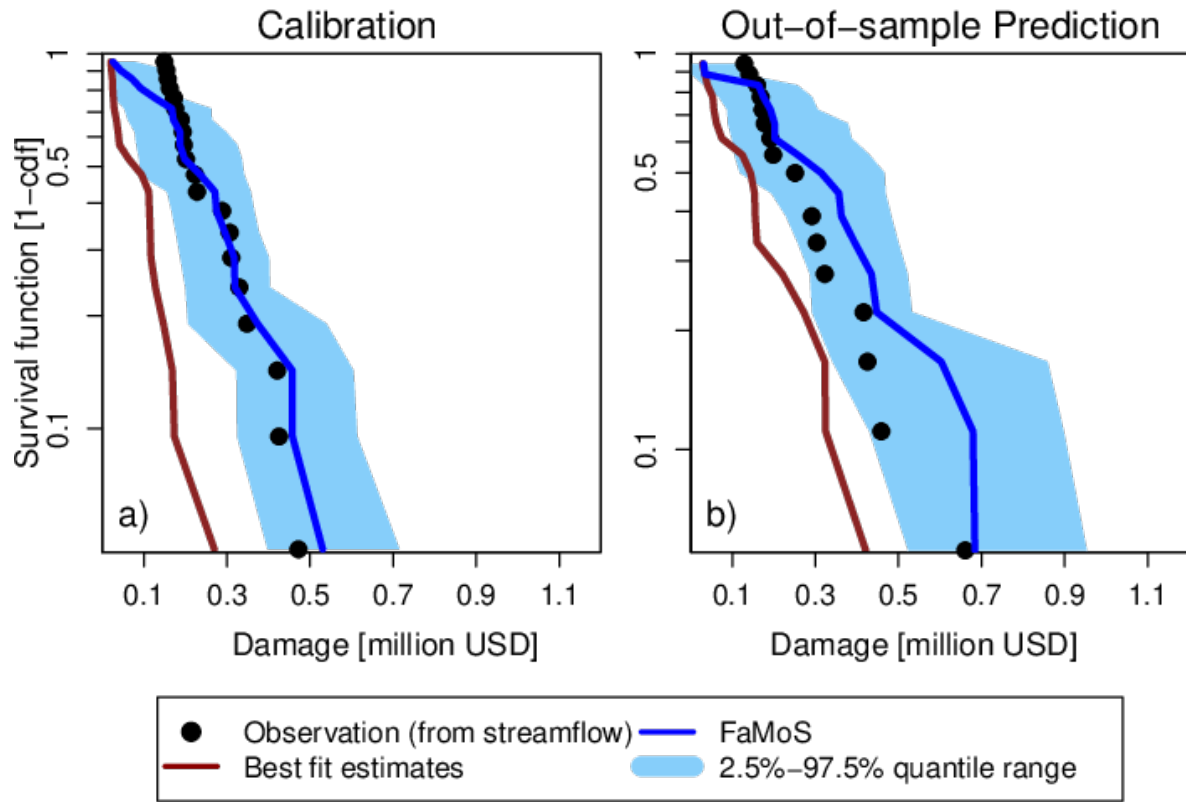 Calibration
Out−of−sample Prediction
Survival function [1−cdf]
1
0.5
0.1
a)
0.1 0.3 0.5 0.7 0.9 1.1
Damage [million USD]
1
0.5
0.1
b)
0.1 0.3 0.5 0.7 0.9 1.1
Damage [million USD]
Observation (from streamflow)
FaMoS
Best fit estimates
2.5%−97.5% quantile range